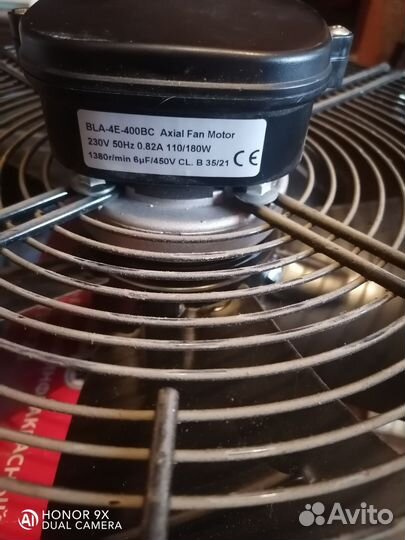 BLA-4E-400BC Axial Fan Motor
230V 50Hz 0.82A 110/180W
1380r/min 6µF/450V CL. B 35/21 CE
HONOR 9X
DUAL CAMERA
Avito